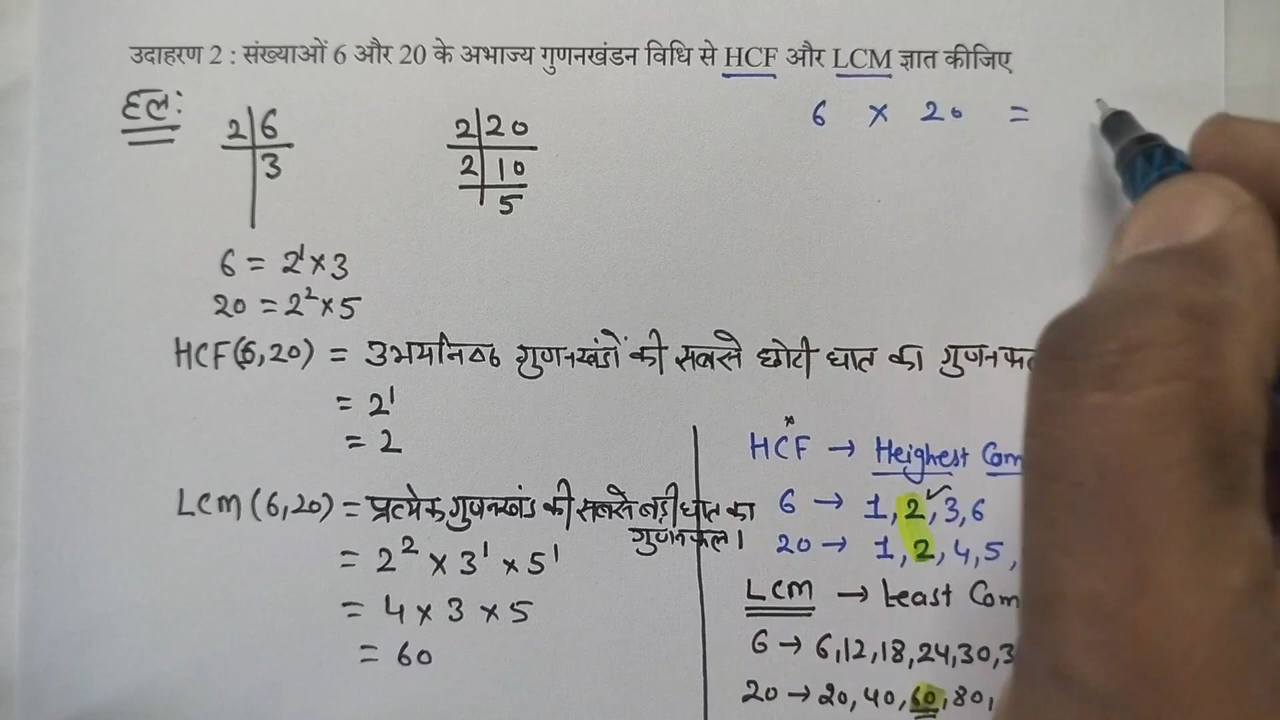 उदाहरण 2 : संख्याओं 6 और 20 के अभाज्य गुणनखंडन विधि से HCF और LCM ज्ञात कीजिए
हल:
2|6
3
2|20
2|10
5
6 × 20 =
6 = 2¹×3
20 = 2²×5
HCF(6,20) = उभयनिष्ठ गुणनखंडों की सबसे छोटी घात का
= 2¹
= 2
LCM (6,20) = प्रत्येक गुणनखंड की सबसे बड़ी घात का
गुणनफल।
= 2² × 3¹ × 5¹
= 4 × 3 × 5
= 60
HCF → Heighest Com
6 → 1, 2, 3, 6
20 → 1, 2, 4, 5,
LCM → Least Com
6 → 6,12,18,24,30,3
20 → 20, 40, 60, 80,